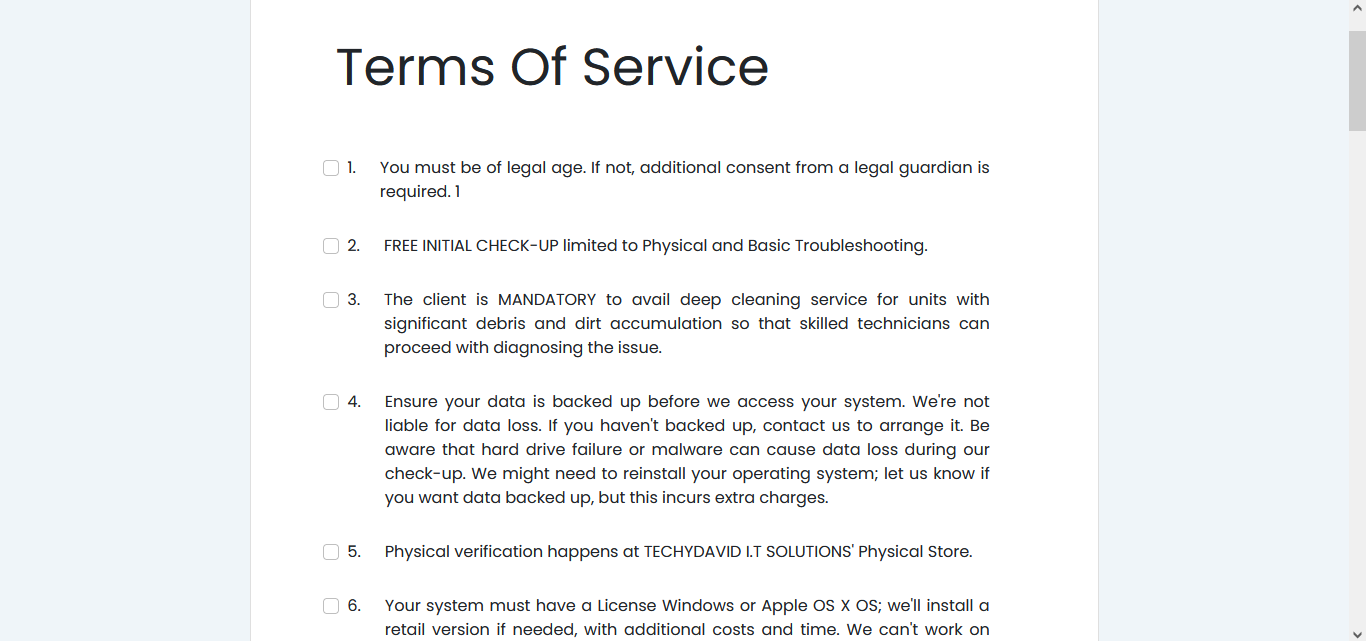 Terms Of Service
1. You must be of legal age. If not, additional consent from a legal guardian is
required. 1
2. FREE INITIAL CHECK-UP limited to Physical and Basic Troubleshooting.
3. The client is MANDATORY to avail deep cleaning service for units with
significant debris and dirt accumulation so that skilled technicians can
proceed with diagnosing the issue.
4. Ensure your data is backed up before we access your system. We're not
liable for data loss. If you haven't backed up, contact us to arrange it. Be
aware that hard drive failure or malware can cause data loss during our
check-up. We might need to reinstall your operating system; let us know if
you want data backed up, but this incurs extra charges.
5. Physical verification happens at TECHYDAVID I.T SOLUTIONS' Physical Store.
6. Your system must have a License Windows or Apple OS X OS; we'll install a
retail version if needed, with additional costs and time. We can't work on